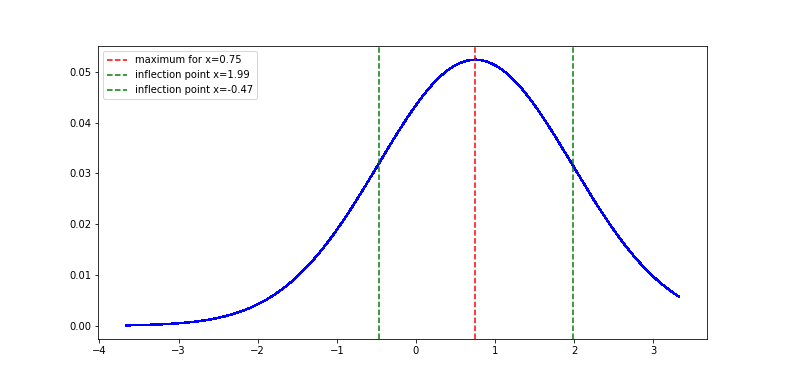 maximum for x=0.75
inflection point x=1.99
inflection point x=-0.47
0.05
0.04
0.03
0.02
0.01
0.00
−4 −3 −2 −1 0 1 2 3